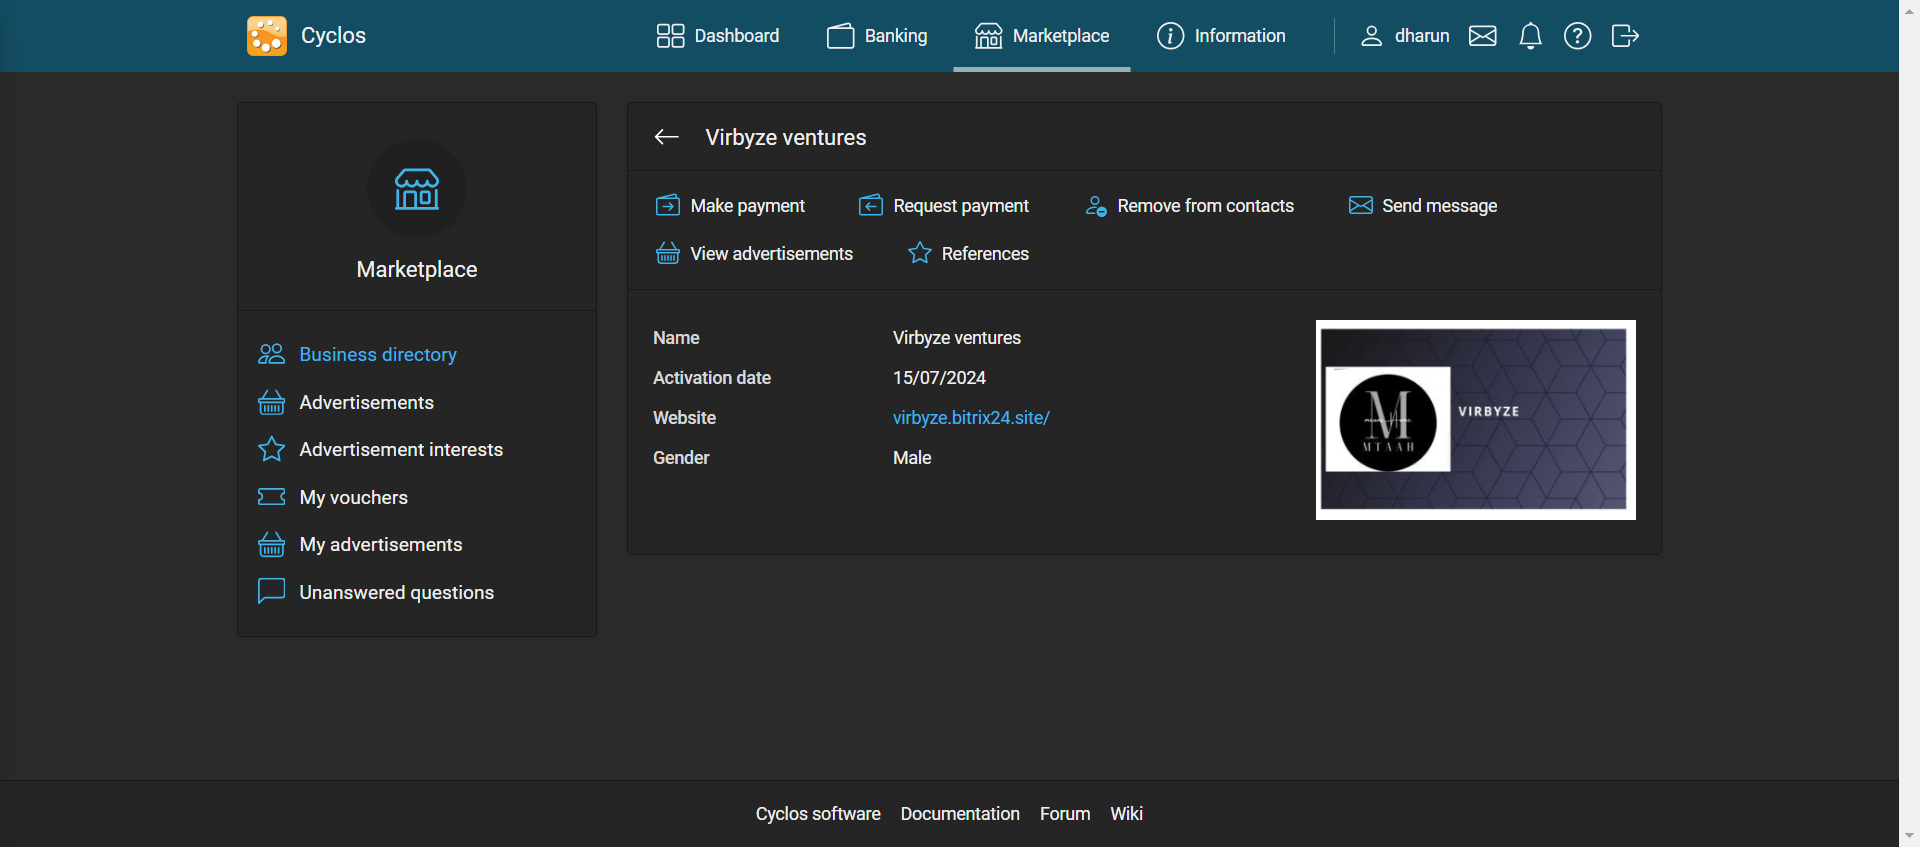 Cyclos
Dashboard
Banking
Marketplace
Information
dharun
Marketplace
Business directory
Advertisements
Advertisement interests
My vouchers
My advertisements
Unanswered questions
Virbyze ventures
Make payment
Request payment
Remove from contacts
Send message
View advertisements
References
Name Virbyze ventures
Activation date 15/07/2024
Website virbyze.bitrix24.site/
Gender Male
M
MTAAH
VIRBYZE
Cyclos software Documentation Forum Wiki